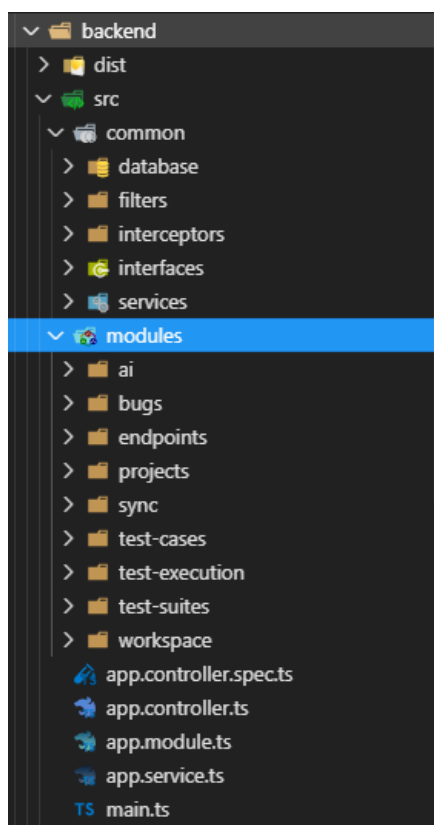 backend
dist
src
common
database
filters
interceptors
interfaces
services
modules
ai
bugs
endpoints
projects
sync
test-cases
test-execution
test-suites
workspace
app.controller.spec.ts
app.controller.ts
app.module.ts
app.service.ts
TS main.ts